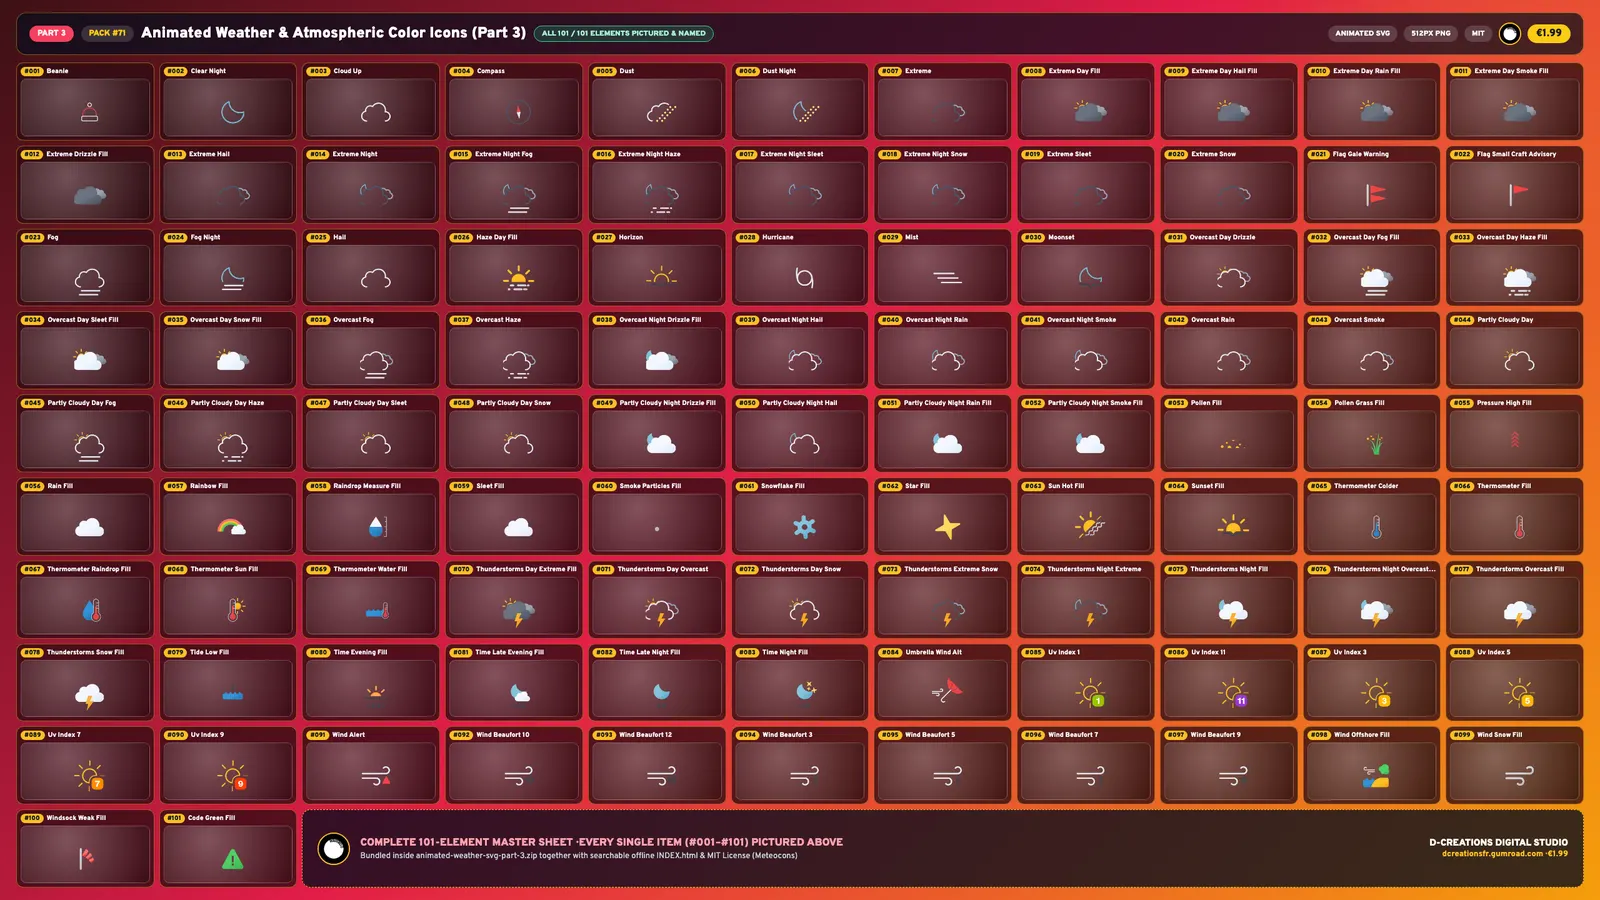 PART 3 PACK #71 Animated Weather & Atmospheric Color Icons (Part 3) ALL 101 / 101 ELEMENTS PICTURED & NAMED ANIMATED SVG 512PX PNG MIT €1.99
#001 Beanie #002 Clear Night #003 Cloud Up #004 Compass #005 Dust #006 Dust Night #007 Extreme #008 Extreme Day Fill #009 Extreme Day Hail Fill #010 Extreme Day Rain Fill #011 Extreme Day Smoke Fill
#012 Extreme Drizzle Fill #013 Extreme Hail #014 Extreme Night #015 Extreme Night Fog #016 Extreme Night Haze #017 Extreme Night Sleet #018 Extreme Night Snow #019 Extreme Sleet #020 Extreme Snow #021 Flag Gale Warning #022 Flag Small Craft Advisory
#023 Fog #024 Fog Night #025 Hail #026 Haze Day Fill #027 Horizon #028 Hurricane #029 Mist #030 Moonset #031 Overcast Day Drizzle #032 Overcast Day Fog Fill #033 Overcast Day Haze Fill
#034 Overcast Day Sleet Fill #035 Overcast Day Snow Fill #036 Overcast Fog #037 Overcast Haze #038 Overcast Night Drizzle Fill #039 Overcast Night Hail #040 Overcast Night Rain #041 Overcast Night Smoke #042 Overcast Rain #043 Overcast Smoke #044 Partly Cloudy Day
#045 Partly Cloudy Day Fog #046 Partly Cloudy Day Haze #047 Partly Cloudy Day Sleet #048 Partly Cloudy Day Snow #049 Partly Cloudy Night Drizzle Fill #050 Partly Cloudy Night Hail #051 Partly Cloudy Night Rain Fill #052 Partly Cloudy Night Smoke Fill #053 Pollen Fill #054 Pollen Grass Fill #055 Pressure High Fill
#056 Rain Fill #057 Rainbow Fill #058 Raindrop Measure Fill #059 Sleet Fill #060 Smoke Particles Fill #061 Snowflake Fill #062 Star Fill #063 Sun Hot Fill #064 Sunset Fill #065 Thermometer Colder #066 Thermometer Fill
#067 Thermometer Raindrop Fill #068 Thermometer Sun Fill #069 Thermometer Water Fill #070 Thunderstorms Day Extreme Fill #071 Thunderstorms Day Overcast #072 Thunderstorms Day Snow #073 Thunderstorms Extreme Snow #074 Thunderstorms Night Extreme #075 Thunderstorms Night Fill #076 Thunderstorms Night Overcast... #077 Thunderstorms Overcast Fill
#078 Thunderstorms Snow Fill #079 Tide Low Fill #080 Time Evening Fill #081 Time Late Evening Fill #082 Time Late Night Fill #083 Time Night Fill #084 Umbrella Wind Alt #085 Uv Index 1 #086 Uv Index 11 #087 Uv Index 3 #088 Uv Index 5
1 11 3 5
#089 Uv Index 7 #090 Uv Index 9 #091 Wind Alert #092 Wind Beaufort 10 #093 Wind Beaufort 12 #094 Wind Beaufort 3 #095 Wind Beaufort 5 #096 Wind Beaufort 7 #097 Wind Beaufort 9 #098 Wind Offshore Fill #099 Wind Snow Fill
7 9
#100 Windsock Weak Fill #101 Code Green Fill
COMPLETE 101-ELEMENT MASTER SHEET · EVERY SINGLE ITEM (#001–#101) PICTURED ABOVE
Bundled inside animated-weather-svg-part-3.zip together with searchable offline INDEX.html & MIT License (Meteocons)
D-CREATIONS DIGITAL STUDIO
dcreationsfr.gumroad.com · €1.99